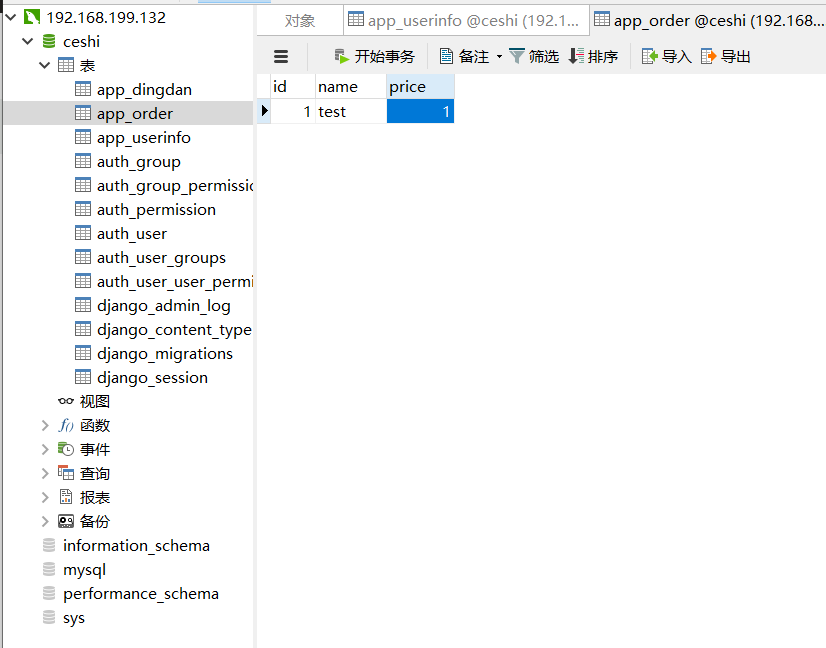 192.168.199.132
ceshi
表
app_dingdan
app_order
app_userinfo
auth_group
auth_group_permissic
auth_permission
auth_user
auth_user_groups
auth_user_user_permi
django_admin_log
django_content_type
django_migrations
django_session
视图
函数
事件
查询
报表
备份
information_schema
mysql
performance_schema
sys
对象 app_userinfo @ceshi (192.1... app_order @ceshi (192.168...
开始事务 备注 筛选 排序 导入 导出
id name price
1 test 1